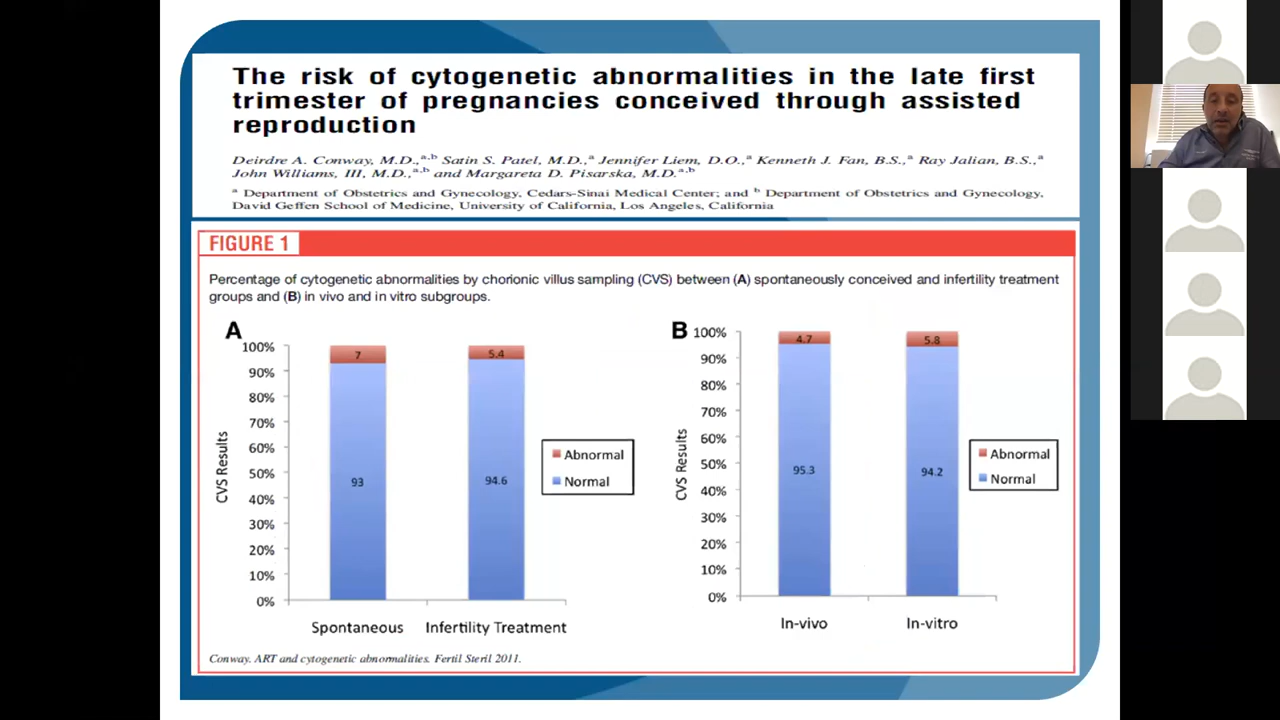 The risk of cytogenetic abnormalities in the late first
trimester of pregnancies conceived through assisted
reproduction
Deirdre A. Conway, M.D.,a,b Satin S. Patel, M.D.,a Jennifer Liem, D.O.,a Kenneth J. Fan, B.S.,a Ray Jalian, B.S.,a
John Williams, III, M.D.,a,b and Margareta D. Pisarska, M.D.a,b
a Department of Obstetrics and Gynecology, Cedars-Sinai Medical Center; and b Department of Obstetrics and Gynecology,
David Geffen School of Medicine, University of California, Los Angeles, California
FIGURE 1
Percentage of cytogenetic abnormalities by chorionic villus sampling (CVS) between (A) spontaneously conceived and infertility treatment
groups and (B) in vivo and in vitro subgroups.
A
100%
90%
80%
70%
60%
50%
40%
30%
20%
10%
0%
CVS Results
7
5.4
93
94.6
Abnormal
Normal
Spontaneous
Infertility Treatment
B
100%
90%
80%
70%
60%
50%
40%
30%
20%
10%
0%
CVS Results
4.7
5.8
95.3
94.2
Abnormal
Normal
In-vivo
In-vitro
Conway. ART and cytogenetic abnormalities. Fertil Steril 2011.